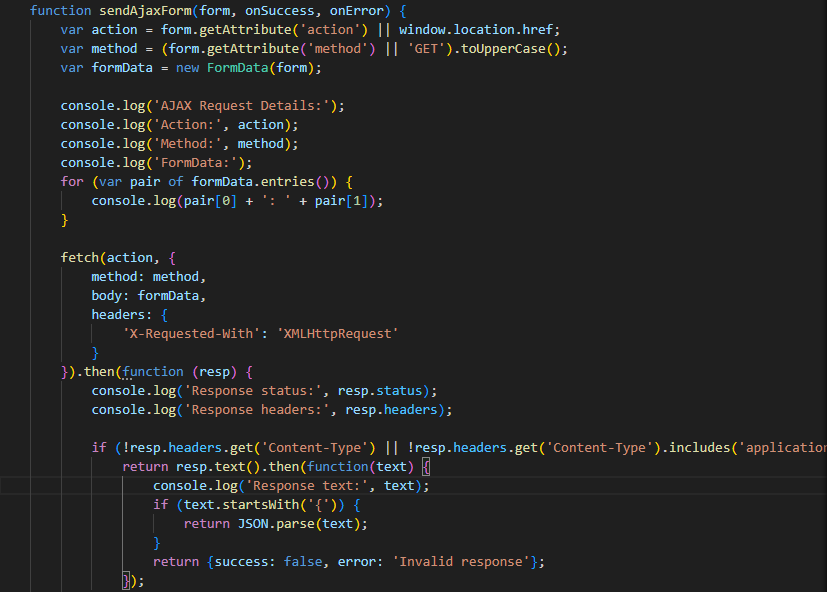 function sendAjaxForm(form, onSuccess, onError) {
var action = form.getAttribute('action') || window.location.href;
var method = (form.getAttribute('method') || 'GET').toUpperCase();
var formData = new FormData(form);
console.log('AJAX Request Details:');
console.log('Action:', action);
console.log('Method:', method);
console.log('FormData:');
for (var pair of formData.entries()) {
console.log(pair[0] + ': ' + pair[1]);
}
fetch(action, {
method: method,
body: formData,
headers: {
'X-Requested-With': 'XMLHttpRequest'
}
}).then(function (resp) {
console.log('Response status:', resp.status);
console.log('Response headers:', resp.headers);
if (!resp.headers.get('Content-Type') || !resp.headers.get('Content-Type').includes('application
return resp.text().then(function(text) {
console.log('Response text:', text);
if (text.startsWith('{')) {
return JSON.parse(text);
}
return {success: false, error: 'Invalid response'};
});